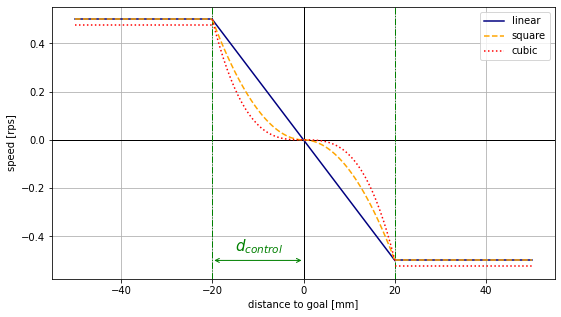 linear
square
cubic
0.4
0.2
0.0
−0.2
−0.4
speed [rps]
d_control
−40
−20
0
20
40
distance to goal [mm]